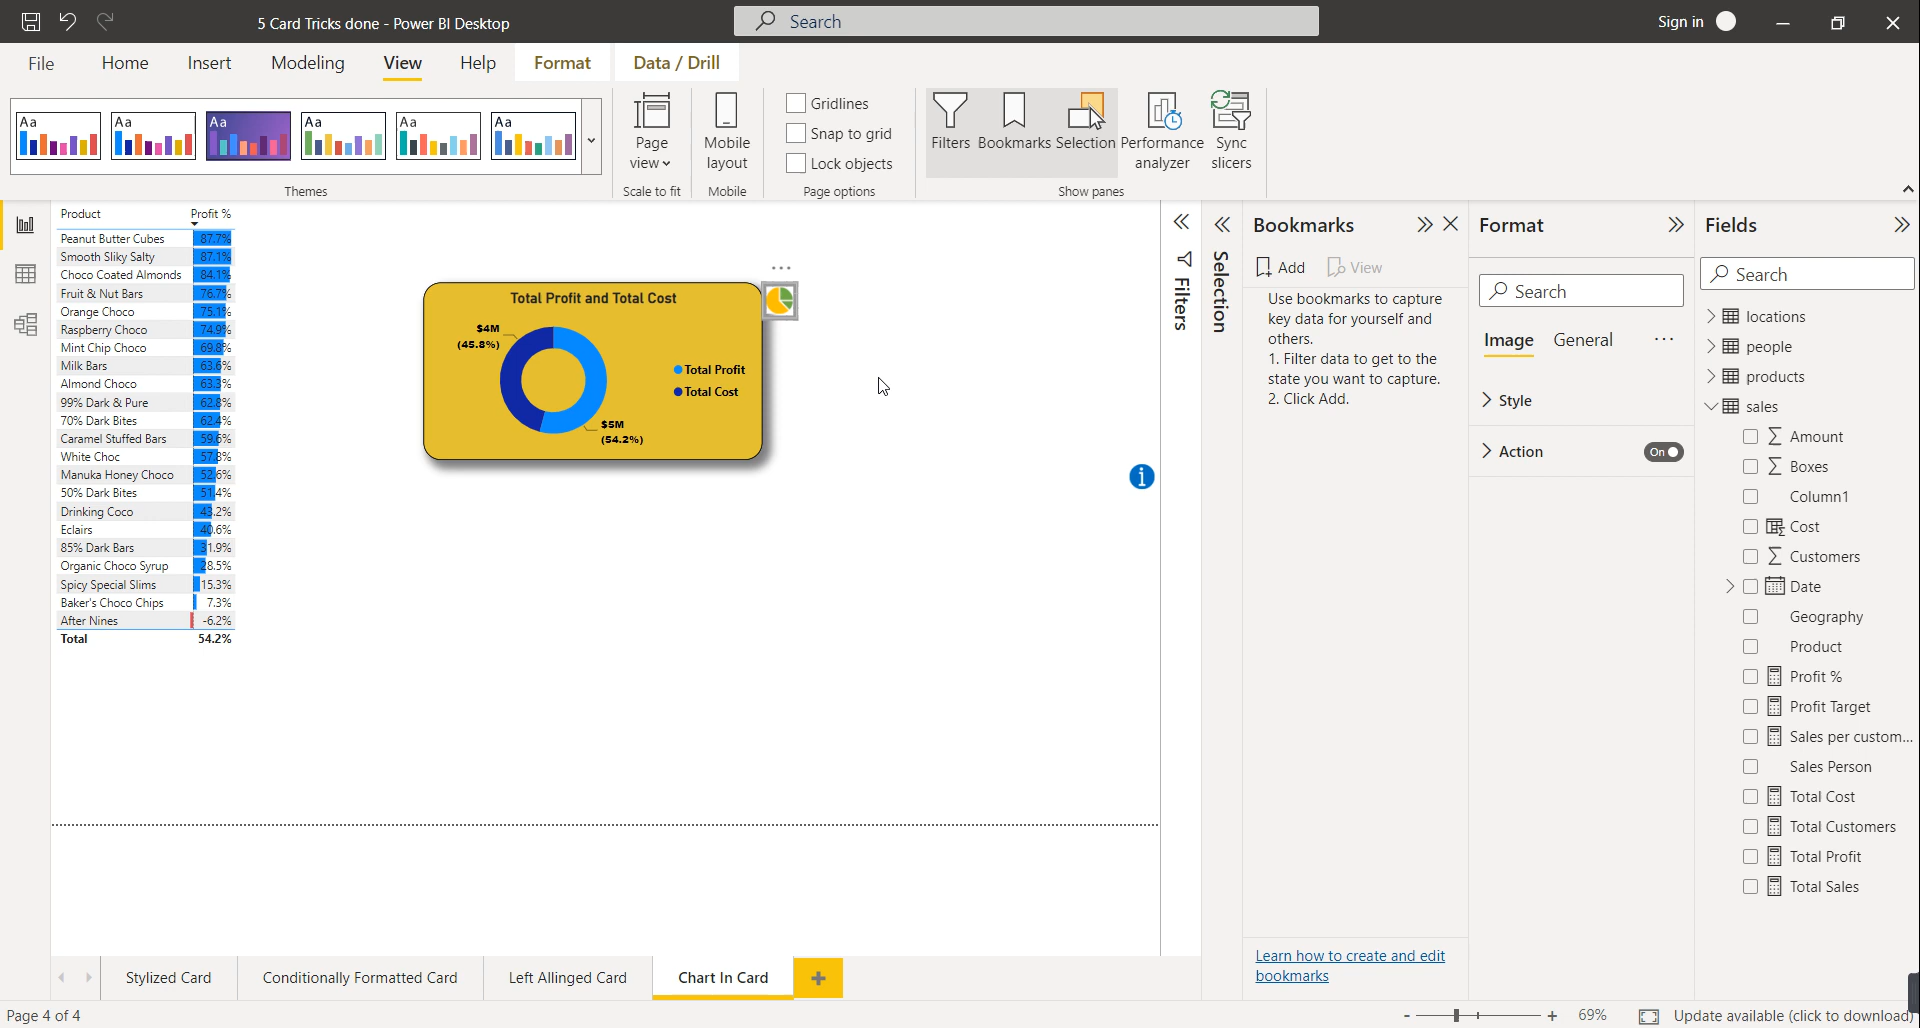 5 Card Tricks done - Power BI Desktop
Search
Sign in
File Home Insert Modeling View Help Format Data / Drill
Aa Aa Aa Aa Aa Aa
Themes
Page
view
Scale to fit
Mobile
layout
Mobile
Gridlines
Snap to grid
Lock objects
Page options
Filters Bookmarks Selection Performance
analyzer
Sync
slicers
Show panes
Product Profit %
Peanut Butter Cubes 87.7%
Smooth Sliky Salty 87.1%
Choco Coated Almonds 84.1%
Fruit & Nut Bars 76.7%
Orange Choco 75.1%
Raspberry Choco 74.9%
Mint Chip Choco 69.8%
Milk Bars 63.6%
Almond Choco 63.3%
99% Dark & Pure 62.8%
70% Dark Bites 62.4%
Caramel Stuffed Bars 59.6%
White Choc 57.8%
Manuka Honey Choco 52.6%
50% Dark Bites 51.4%
Drinking Coco 43.2%
Eclairs 40.6%
85% Dark Bars 31.9%
Organic Choco Syrup 28.5%
Spicy Special Slims 15.3%
Baker's Choco Chips 7.3%
After Nines -6.2%
Total 54.2%
Total Profit and Total Cost
$4M
(45.8%)
Total Profit
Total Cost
$5M
(54.2%)
Filters
Selection
Bookmarks
Add View
Use bookmarks to capture
key data for yourself and
others.
1. Filter data to get to the
state you want to capture.
2. Click Add.
Learn how to create and edit
bookmarks
Format
Search
Image General
Style
Action On
Fields
Search
locations
people
products
sales
Amount
Boxes
Column1
Cost
Customers
Date
Geography
Product
Profit %
Profit Target
Sales per custom...
Sales Person
Total Cost
Total Customers
Total Profit
Total Sales
Stylized Card Conditionally Formatted Card Left Allinged Card Chart In Card
Page 4 of 4
69%
Update available (click to download)